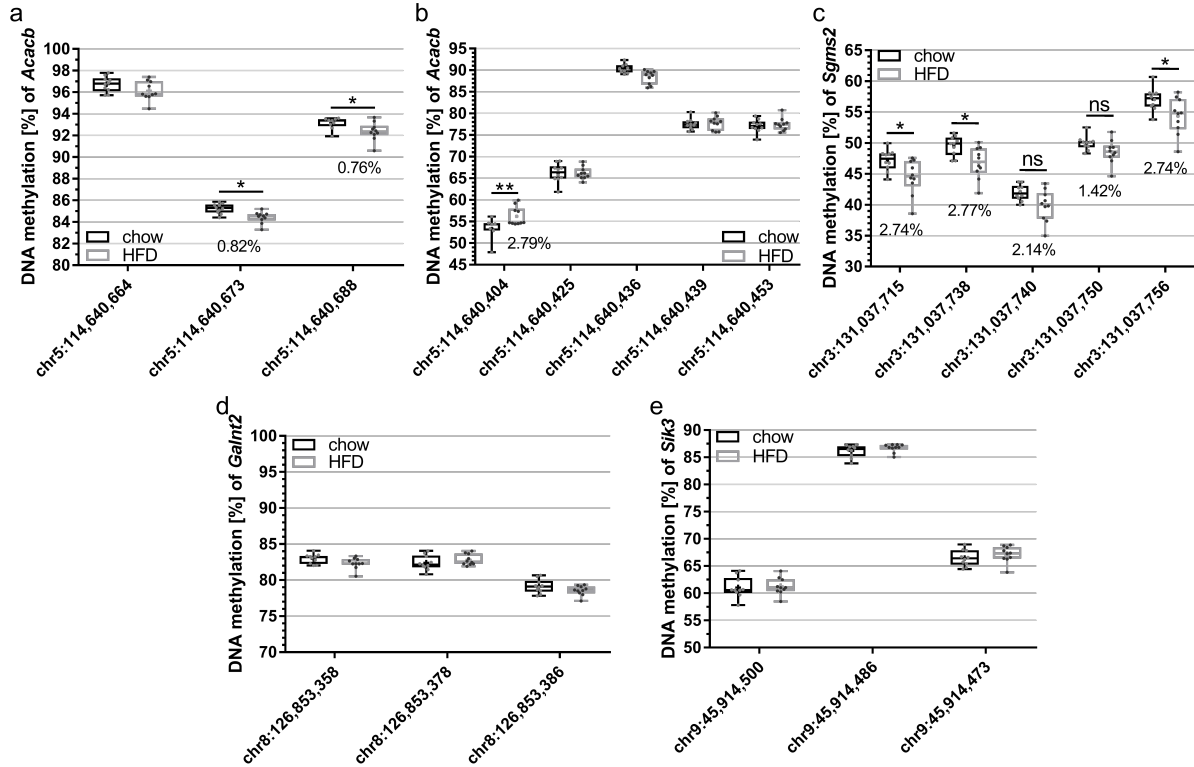 a
DNA methylation [%] of Acacb
100
98
96
94
92
90
88
86
84
82
80
*
0.82%
*
0.76%
chow
HFD
chr5:114,640,664
chr5:114,640,673
chr5:114,640,688
b
DNA methylation [%] of Acacb
95
90
85
80
75
70
65
60
55
50
45
**
2.79%
chow
HFD
chr5:114,640,404
chr5:114,640,425
chr5:114,640,436
chr5:114,640,439
chr5:114,640,453
c
DNA methylation [%] of Sgms2
65
60
55
50
45
40
35
30
chow
HFD
*
2.74%
*
2.77%
ns
2.14%
ns
1.42%
*
2.74%
chr3:131,037,715
chr3:131,037,738
chr3:131,037,740
chr3:131,037,750
chr3:131,037,756
d
DNA methylation [%] of Galnt2
100
95
90
85
80
75
70
chow
HFD
chr8:126,853,358
chr8:126,853,378
chr8:126,853,386
e
DNA methylation [%] of Sik3
90
85
80
75
70
65
60
55
50
chow
HFD
chr9:45,914,500
chr9:45,914,486
chr9:45,914,473